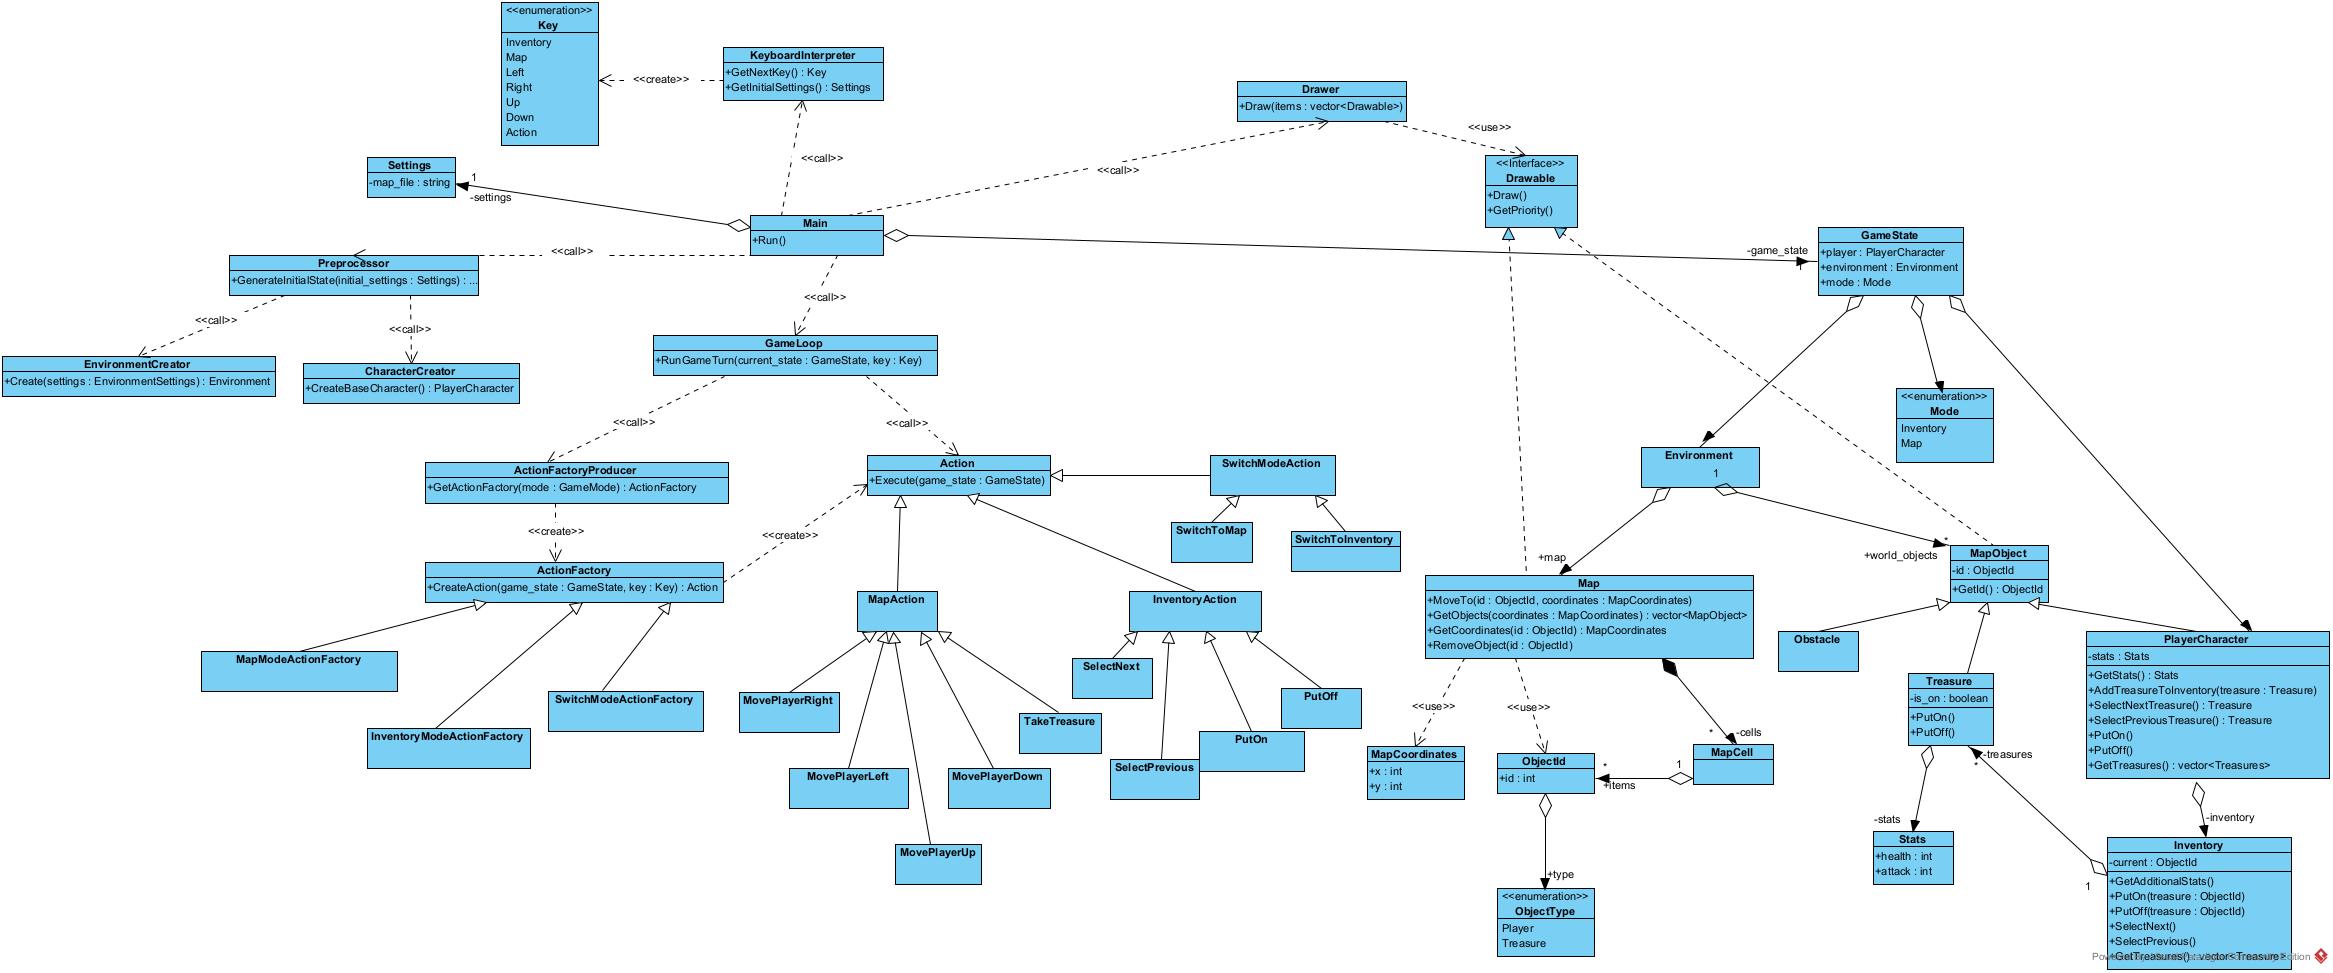 <<enumeration>>
Key
Inventory
Map
Left
Right
Up
Down
Action
<<create>>
KeyboardInterpreter
+GetNextKey() : Key
+GetInitialSettings() : Settings
<<call>>
Drawer
+Draw(items : vector<Drawable>)
<<use>>
<<call>>
<<Interface>>
Drawable
+Draw()
+GetPriority()
Settings
-map_file : string
1
-settings
Main
+Run()
-game_state
1
GameState
+player : PlayerCharacter
+environment : Environment
+mode : Mode
<<call>>
Preprocessor
+GenerateInitialState(initial_settings : Settings) : ...
<<call>>
<<call>>
<<call>>
EnvironmentCreator
+Create(settings : EnvironmentSettings) : Environment
CharacterCreator
+CreateBaseCharacter() : PlayerCharacter
GameLoop
+RunGameTurn(current_state : GameState, key : Key)
<<call>>
<<call>>
<<enumeration>>
Mode
Inventory
Map
ActionFactoryProducer
+GetActionFactory(mode : GameMode) : ActionFactory
<<create>>
Action
+Execute(game_state : GameState)
<<create>>
SwitchModeAction
SwitchToMap
SwitchToInventory
Environment
1
+map
+world_objects
*
ActionFactory
+CreateAction(game_state : GameState, key : Key) : Action
MapModeActionFactory
InventoryModeActionFactory
SwitchModeActionFactory
MapAction
InventoryAction
MovePlayerRight
MovePlayerLeft
MovePlayerUp
MovePlayerDown
TakeTreasure
SelectNext
SelectPrevious
PutOn
PutOff
Map
+MoveTo(id : ObjectId, coordinates : MapCoordinates)
+GetObjects(coordinates : MapCoordinates) : vector<MapObject>
+GetCoordinates(id : ObjectId) : MapCoordinates
+RemoveObject(id : ObjectId)
MapObject
-id : ObjectId
+GetId() : ObjectId
Obstacle
PlayerCharacter
-stats : Stats
+GetStats() : Stats
+AddTreasureToInventory(treasure : Treasure)
+SelectNextTreasure() : Treasure
+SelectPreviousTreasure() : Treasure
+PutOn()
+PutOff()
+GetTreasures() : vector<Treasures>
Treasure
-is_on : boolean
+PutOn()
+PutOff()
<<use>>
<<use>>
*
-cells
MapCoordinates
+x : int
+y : int
ObjectId
+id : int
*
+items
1
MapCell
-treasures
*
-stats
Stats
+health : int
+attack : int
-inventory
1
Inventory
-current : ObjectId
+GetAdditionalStats()
+PutOn(treasure : ObjectId)
+PutOff(treasure : ObjectId)
+SelectNext()
+SelectPrevious()
+GetTreasures() : vector<Treasure>
+type
<<enumeration>>
ObjectType
Player
Treasure